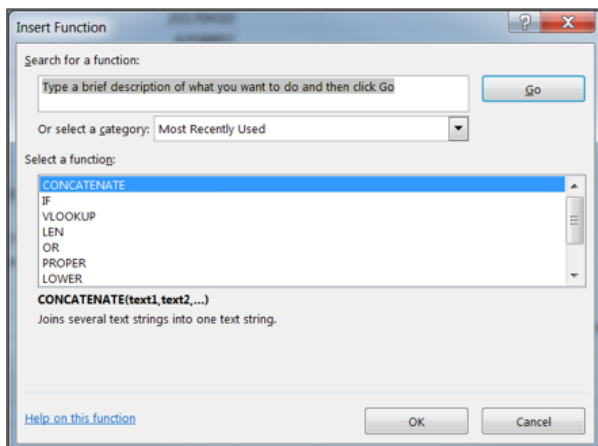 Insert Function
Search for a function:
Type a brief description of what you want to do and then click Go
Go
Or select a category: Most Recently Used
Select a function:
CONCATENATE
IF
VLOOKUP
LEN
OR
PROPER
LOWER
CONCATENATE(text1,text2,...)
Joins several text strings into one text string.
Help on this function
OK Cancel